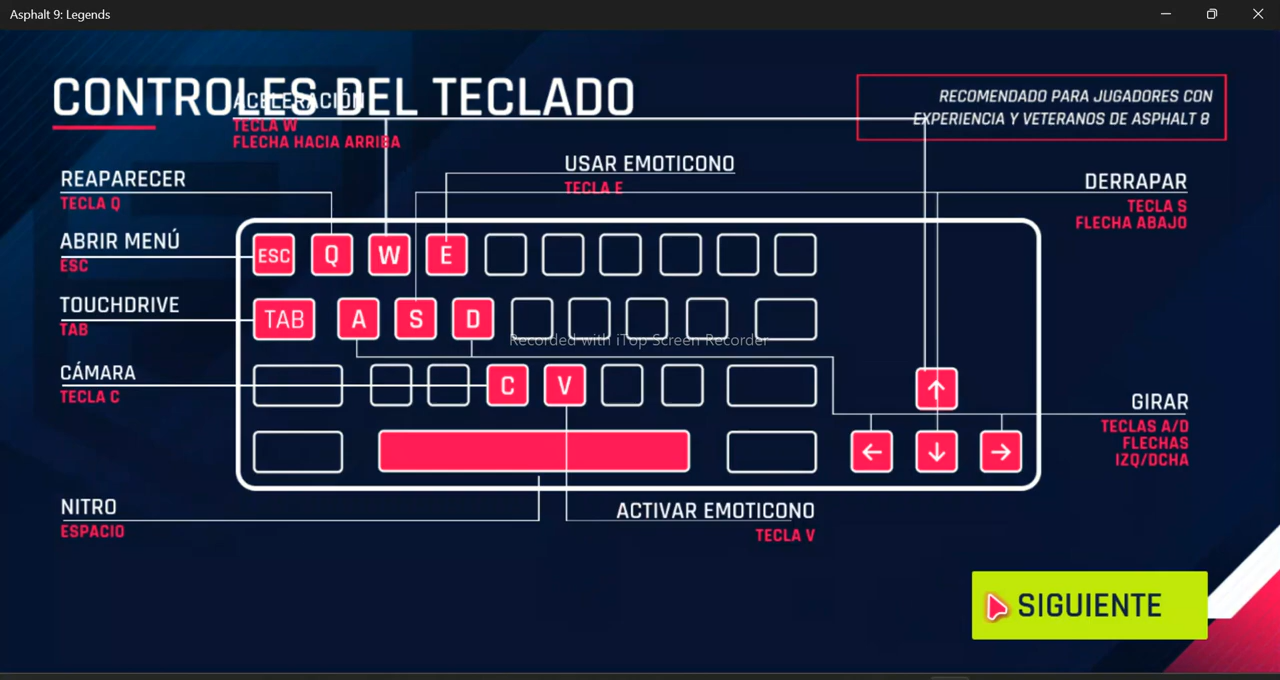 Asphalt 9: Legends
CONTROLES DEL TECLADO
RECOMENDADO PARA JUGADORES CON
EXPERIENCIA Y VETERANOS DE ASPHALT 8
ACELERACIÓN
TECLA W
FLECHA HACIA ARRIBA
USAR EMOTICONO
TECLA E
REAPARECER
TECLA Q
DERRAPAR
TECLA S
FLECHA ABAJO
ABRIR MENÚ
ESC
ESC Q W E
TOUCHDRIVE
TAB
TAB A S D
Recorded with iTop Screen Recorder
CÁMARA
TECLA C
C V
GIRAR
TECLAS A/D
FLECHAS
IZQ/DCHA
NITRO
ESPACIO
ACTIVAR EMOTICONO
TECLA V
SIGUIENTE